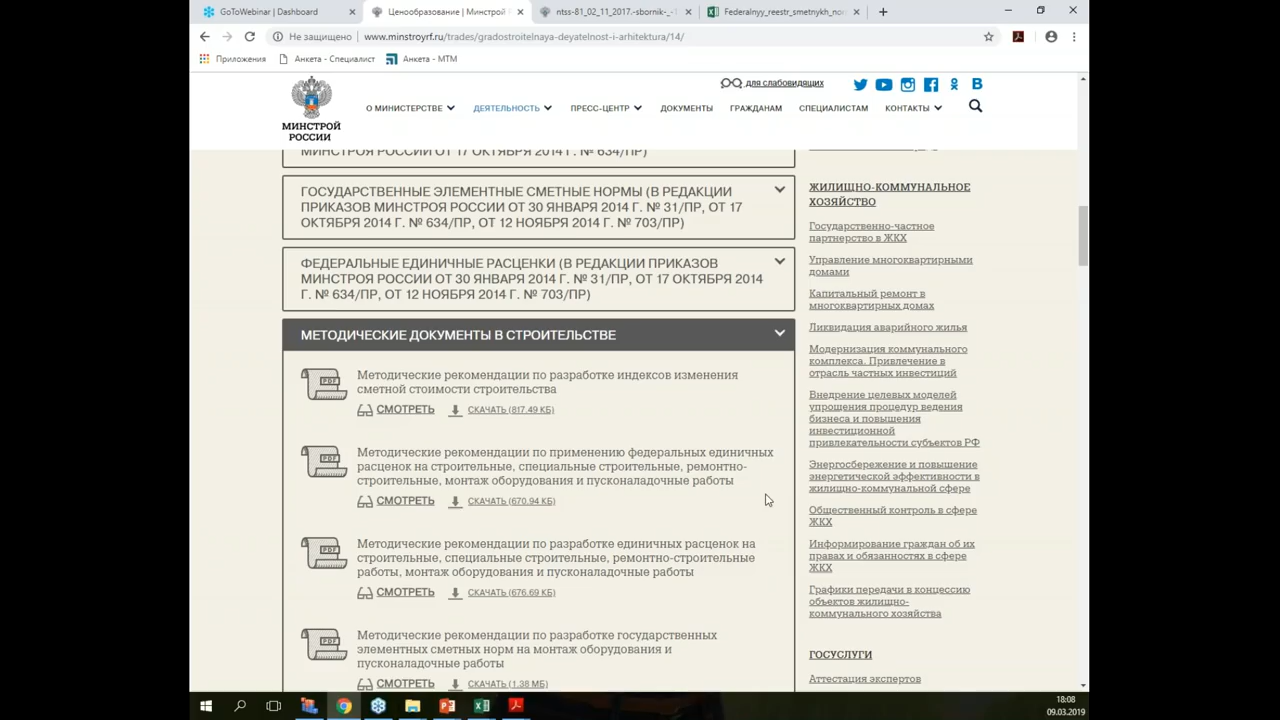 GoToWebinar | Dashboard
Ценообразование | Минстрой
ntss-81_02_11_2017.-sbornik-_-
Federalnyy_reestr_smetnykh_no
Не защищено
www.minstroyrf.ru/trades/gradostroitelnaya-deyatelnost-i-arhitektura/14/
Приложения
Анкета - Специалист
Анкета - МТМ
для слабовидящих
МИНСТРОЙ
РОССИИ
О МИНИСТЕРСТВЕ
ДЕЯТЕЛЬНОСТЬ
ПРЕСС-ЦЕНТР
ДОКУМЕНТЫ
ГРАЖДАНАМ
СПЕЦИАЛИСТАМ
КОНТАКТЫ
МИНСТРОЯ РОССИИ ОТ 17 ОКТЯБРЯ 2014 Г. № 634/ПР)
ГОСУДАРСТВЕННЫЕ ЭЛЕМЕНТНЫЕ СМЕТНЫЕ НОРМЫ (В РЕДАКЦИИ
ПРИКАЗОВ МИНСТРОЯ РОССИИ ОТ 30 ЯНВАРЯ 2014 Г. № 31/ПР, ОТ 17
ОКТЯБРЯ 2014 Г. № 634/ПР, ОТ 12 НОЯБРЯ 2014 Г. № 703/ПР)
ФЕДЕРАЛЬНЫЕ ЕДИНИЧНЫЕ РАСЦЕНКИ (В РЕДАКЦИИ ПРИКАЗОВ
МИНСТРОЯ РОССИИ ОТ 30 ЯНВАРЯ 2014 Г. № 31/ПР, ОТ 17 ОКТЯБРЯ 2014
Г. № 634/ПР, ОТ 12 НОЯБРЯ 2014 Г. № 703/ПР)
МЕТОДИЧЕСКИЕ ДОКУМЕНТЫ В СТРОИТЕЛЬСТВЕ
PDF
Методические рекомендации по разработке индексов изменения
сметной стоимости строительства
СМОТРЕТЬ
СКАЧАТЬ (817.49 КБ)
PDF
Методические рекомендации по применению федеральных единичных
расценок на строительные, специальные строительные, ремонтно-
строительные, монтаж оборудования и пусконаладочные работы
СМОТРЕТЬ
СКАЧАТЬ (670.94 КБ)
PDF
Методические рекомендации по разработке единичных расценок на
строительные, специальные строительные, ремонтно-строительные
работы, монтаж оборудования и пусконаладочные работы
СМОТРЕТЬ
СКАЧАТЬ (676.69 КБ)
PDF
Методические рекомендации по разработке государственных
элементных сметных норм на монтаж оборудования и
пусконаладочные работы
СМОТРЕТЬ
СКАЧАТЬ (1.38 МБ)
ЖИЛИЩНО-КОММУНАЛЬНОЕ
ХОЗЯЙСТВО
Государственно-частное
партнерство в ЖКХ
Управление многоквартирными
домами
Капитальный ремонт в
многоквартирных домах
Ликвидация аварийного жилья
Модернизация коммунального
комплекса. Привлечение в
отрасль частных инвестиций
Внедрение целевых моделей
упрощения процедур ведения
бизнеса и повышения
инвестиционной
привлекательности субъектов РФ
Энергосбережение и повышение
энергетической эффективности в
жилищно-коммунальной сфере
Общественный контроль в сфере
ЖКХ
Информирование граждан об их
правах и обязанностях в сфере
ЖКХ
Графики передачи в концессию
объектов жилищно-
коммунального хозяйства
ГОСУСЛУГИ
Аттестация экспертов
18:08
09.03.2019